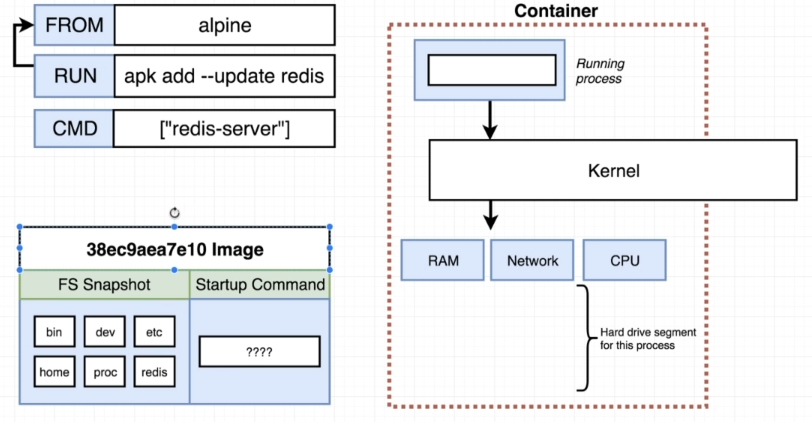 Container
FROM alpine
RUN apk add --update redis
CMD ["redis-server"]
Running
process
Kernel
38ec9aea7e10 Image
FS Snapshot Startup Command
bin dev etc
home proc redis
????
RAM Network CPU
Hard drive segment
for this process